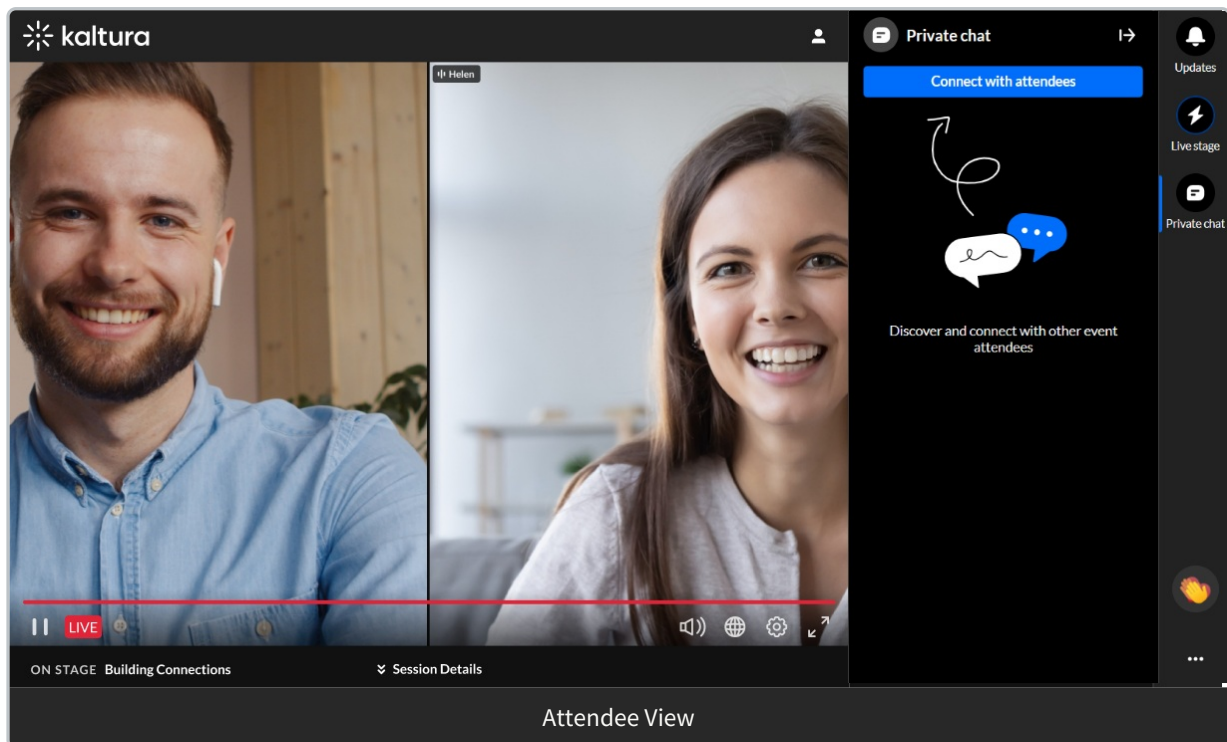 kaltura
Helen
LIVE
ON STAGE Building Connections
Session Details
Private chat
Connect with attendees
Discover and connect with other event
attendees
Updates
Live stage
Private chat
Attendee View